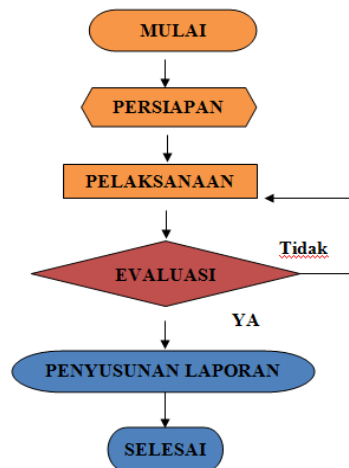 MULAI
PERSIAPAN
PELAKSANAAN
Tidak
EVALUASI
YA
PENYUSUNAN LAPORAN
SELESAI